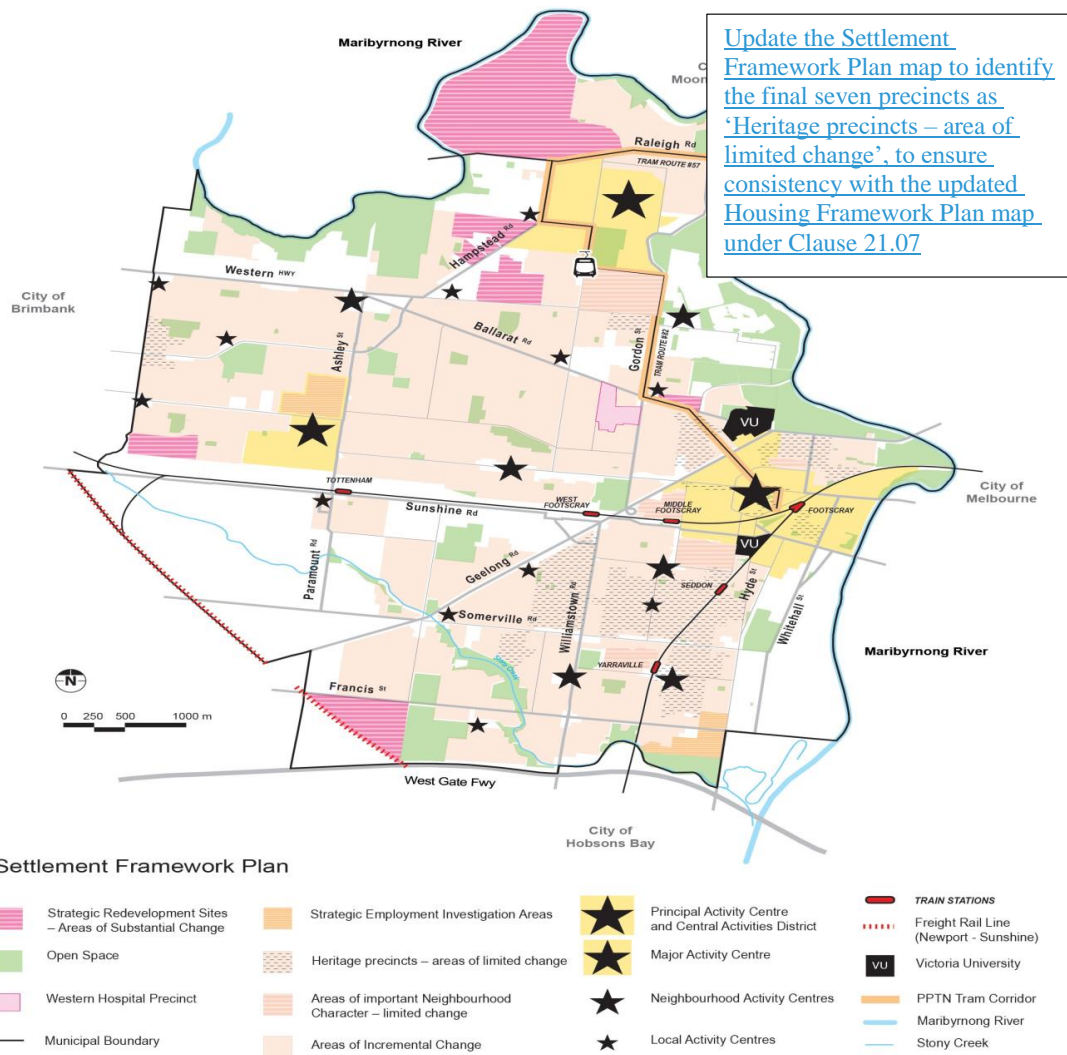 Maribyrnong River
Update the Settlement
Framework Plan map to identify
the final seven precincts as
‘Heritage precincts – area of
limited change’, to ensure
consistency with the updated
Housing Framework Plan map
under Clause 21.07
Raleigh Rd
TRAM ROUTE #57
Hampstead Rd
Western HWY
City of
Brimbank
Ashley St
Ballarat Rd
Gordon St
TRAM ROUTE #82
VU
City of
Melbourne
TOTTENHAM
Sunshine Rd
WEST
FOOTSCRAY
MIDDLE
FOOTSCRAY
FOOTSCRAY
VU
Paramount Rd
Geelong Rd
SEDDON
Hyde St
Whitehall St
Somerville Rd
Williamstown Rd
Stony Creek
YARRAVILLE
Maribyrnong River
N
Francis St
0 250 500 1000 m
West Gate Fwy
City of
Hobsons Bay
Settlement Framework Plan
Strategic Redevelopment Sites
– Areas of Substantial Change
Open Space
Western Hospital Precinct
Municipal Boundary
Strategic Employment Investigation Areas
Heritage precincts – areas of limited change
Areas of important Neighbourhood
Character – limited change
Areas of Incremental Change
Principal Activity Centre
and Central Activities District
Major Activity Centre
Neighbourhood Activity Centres
Local Activity Centres
TRAIN STATIONS
Freight Rail Line
(Newport - Sunshine)
VU Victoria University
PPTN Tram Corridor
Maribyrnong River
Stony Creek